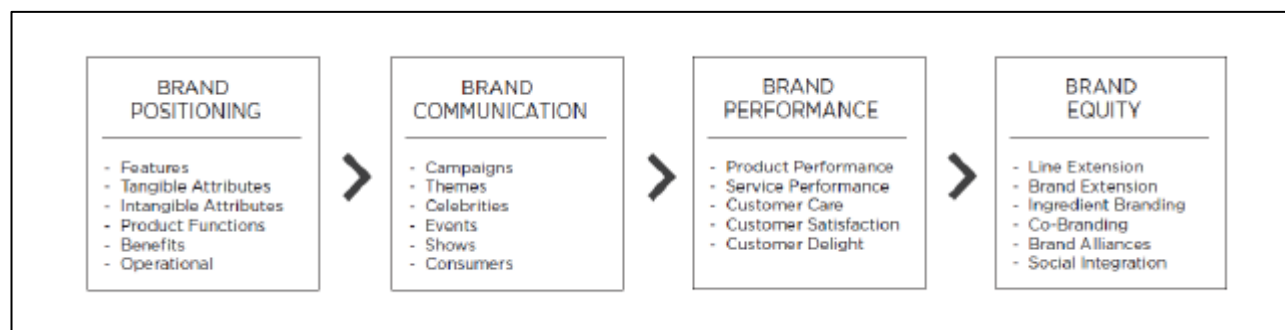 BRAND
POSITIONING
- Features
- Tangible Attributes
- Intangible Attributes
- Product Functions
- Benefits
- Operational
BRAND
COMMUNICATION
- Campaigns
- Themes
- Celebrities
- Events
- Shows
- Consumers
BRAND
PERFORMANCE
- Product Performance
- Service Performance
- Customer Care
- Customer Satisfaction
- Customer Delight
BRAND
EQUITY
- Line Extension
- Brand Extension
- Ingredient Branding
- Co-Branding
- Brand Alliances
- Social Integration